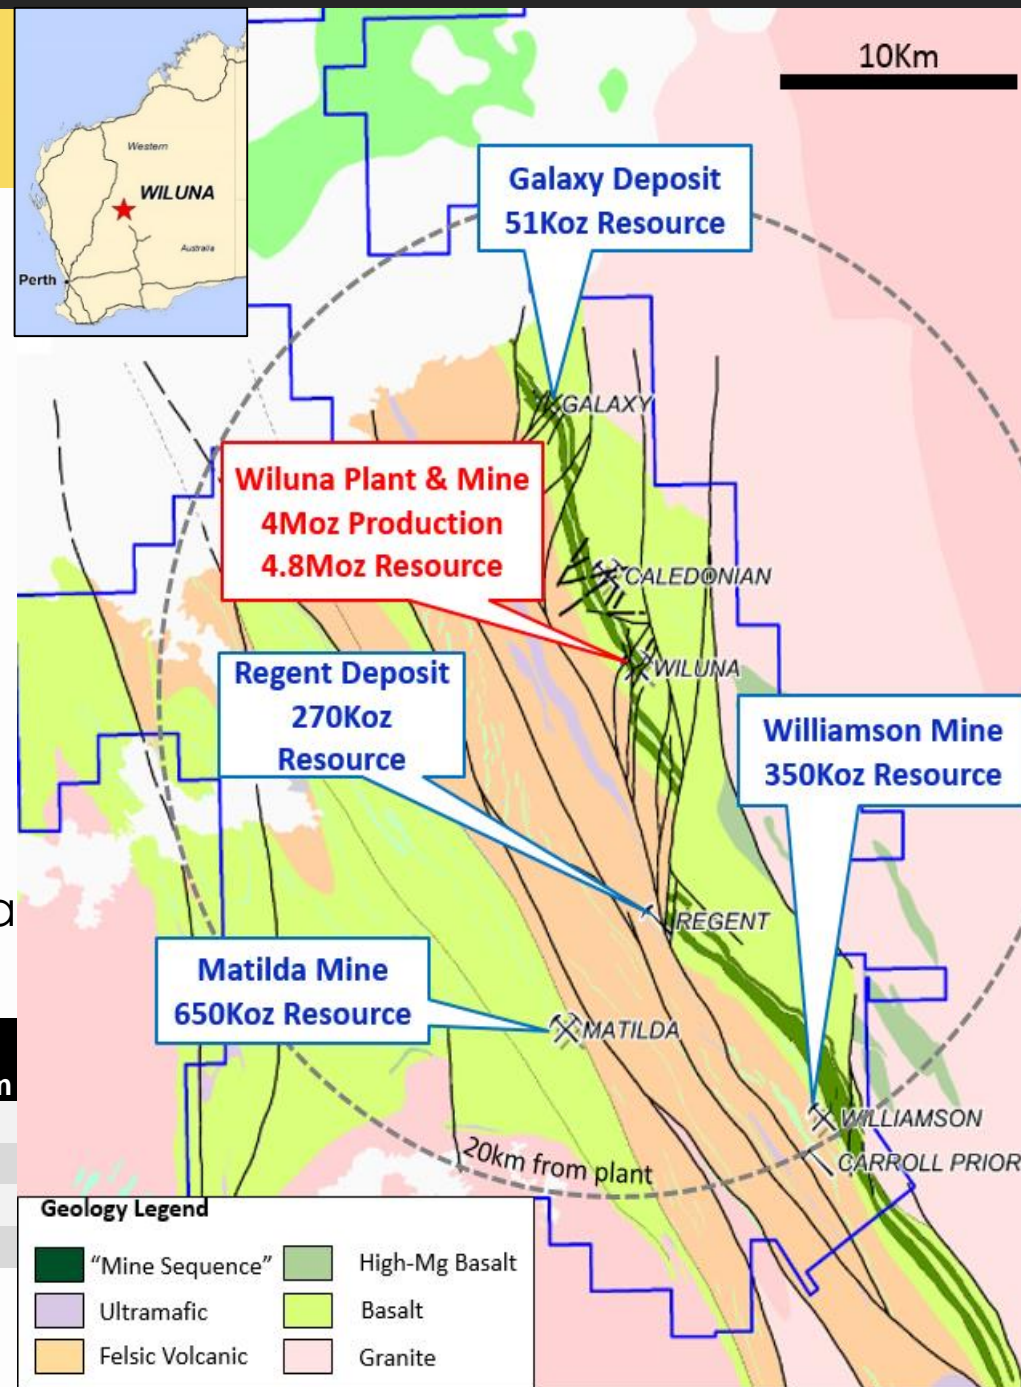 10Km
Western
WILUNA
Australia
Perth
Galaxy Deposit
51Koz Resource
GALAXY
Wiluna Plant & Mine
4Moz Production
4.8Moz Resource
CALEDONIAN
WILUNA
Regent Deposit
270Koz
Resource
Williamson Mine
350Koz Resource
REGENT
Matilda Mine
650Koz Resource
MATILDA
WILLIAMSON
CARROLL PRIOR
20km from plant
Geology Legend
"Mine Sequence"
High-Mg Basalt
Ultramafic
Basalt
Felsic Volcanic
Granite